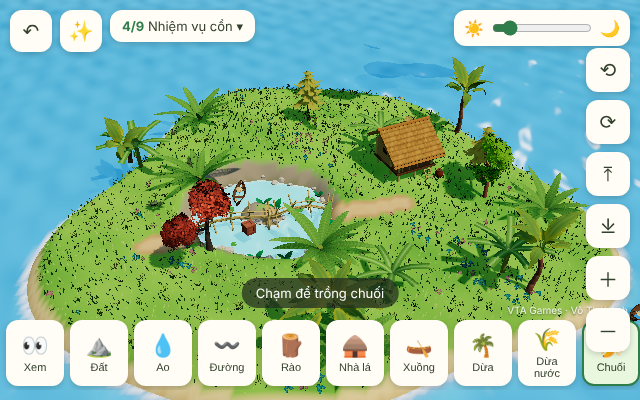 4/9 Nhiệm vụ cồn ▾
Chạm để trồng chuối
VTA Games · Võ
Xem
Đất
Ao
Đường
Rào
Nhà lá
Xuồng
Dừa
Dừa nước
Chuối